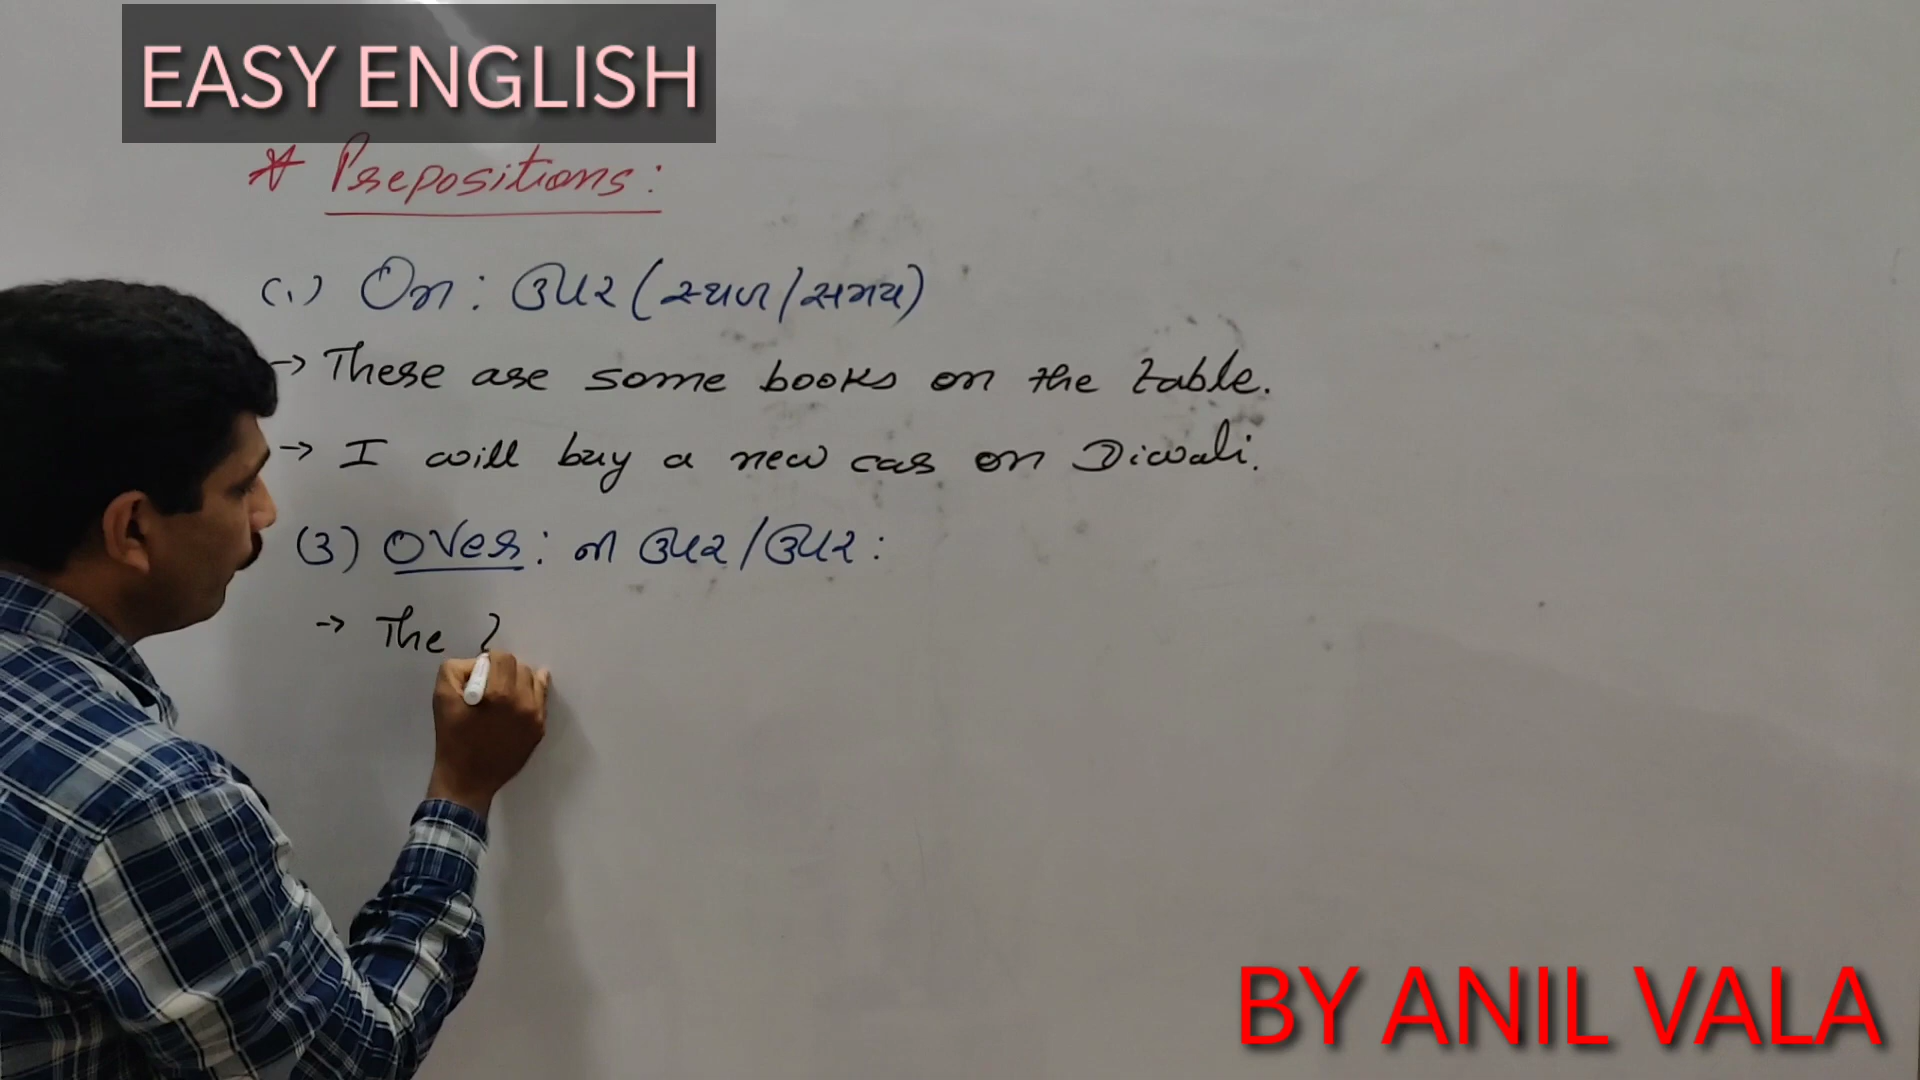 EASY ENGLISH
* Prepositions:
(1) On: ઉપર (સ્થળ/સમય)
→ There are some books on the table.
→ I will buy a new car on Diwali.
(3) Over: ની ઉપર/ઉપર:
→ The
BY ANIL VALA